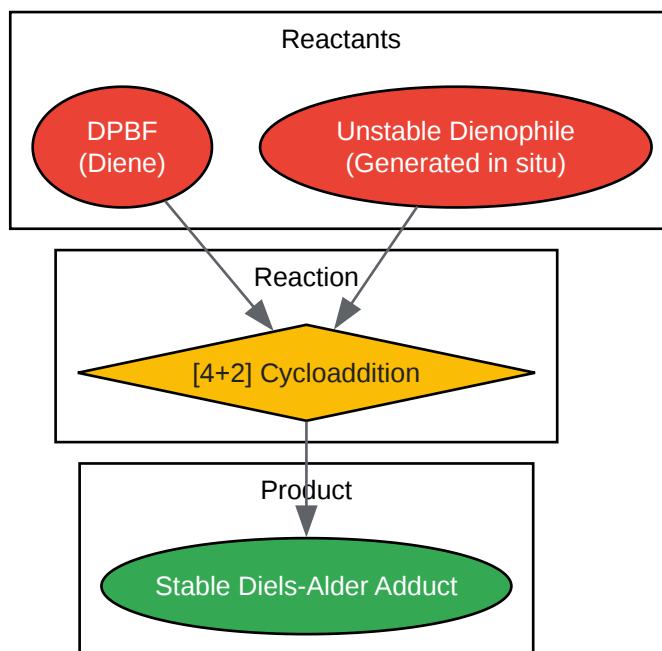 Reactants
DPBF
(Diene)
Unstable Dienophile
(Generated in situ)
Reaction
[4+2] Cycloaddition
Product
Stable Diels-Alder Adduct